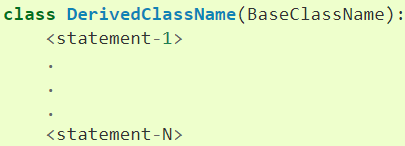 class DerivedClassName(BaseClassName):
    <statement-1>
    .
    .
    .
    <statement-N>